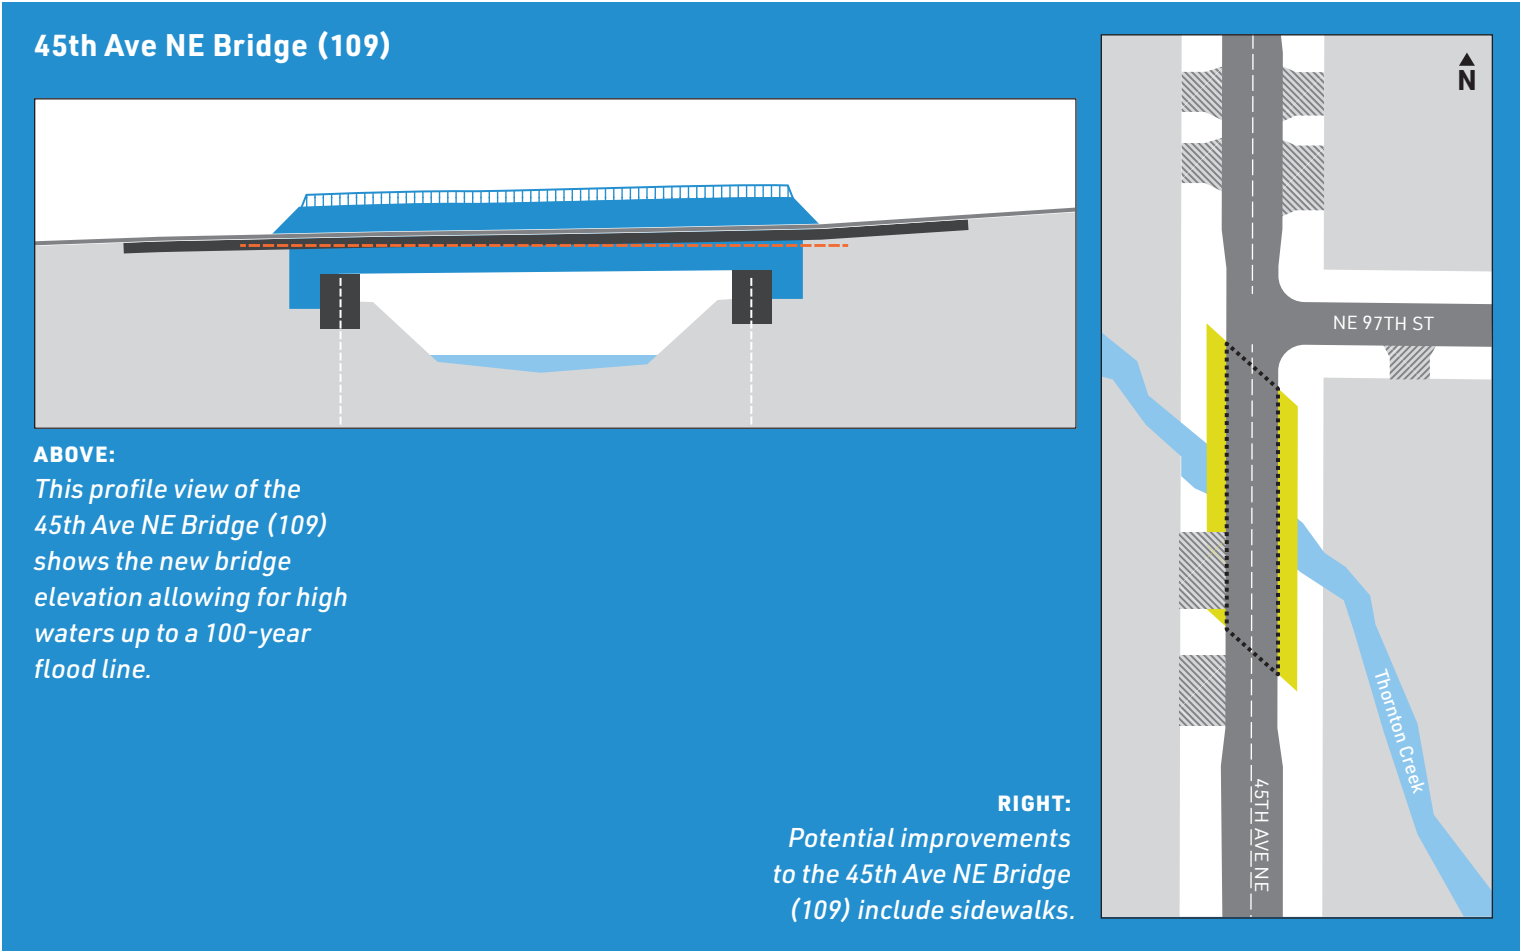 45th Ave NE Bridge (109)
ABOVE:
This profile view of the
45th Ave NE Bridge (109)
shows the new bridge
elevation allowing for high
waters up to a 100-year
flood line.
RIGHT:
Potential improvements
to the 45th Ave NE Bridge
(109) include sidewalks.
N
NE 97TH ST
Thornton Creek
45TH AVE NE